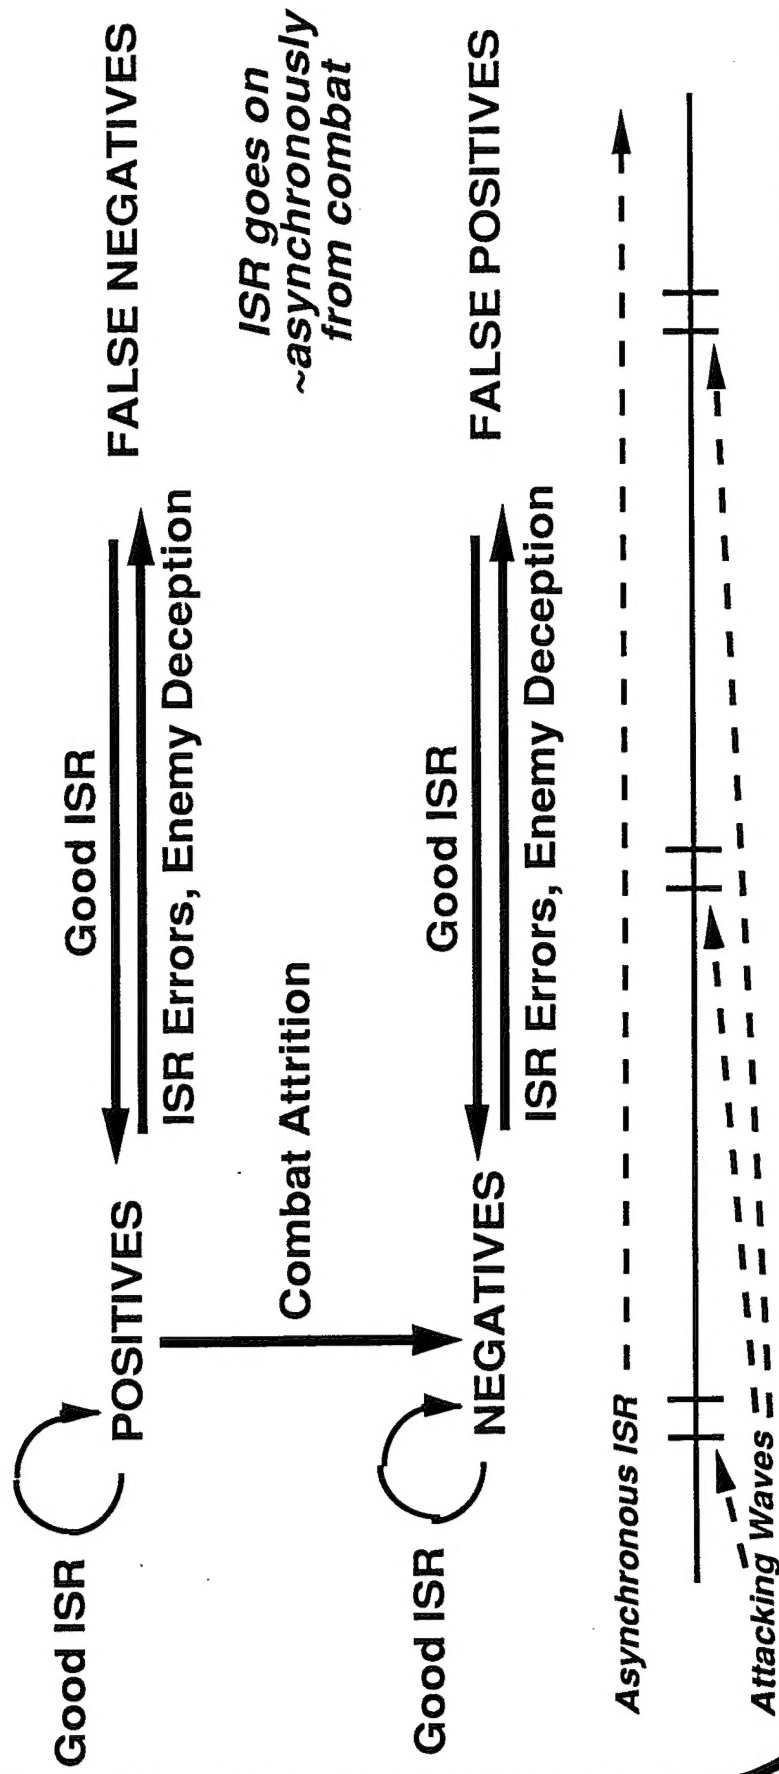 Good ISR
POSITIVES
Good ISR
ISR Errors, Enemy Deception
FALSE NEGATIVES
Combat Attrition
ISR goes on
~asynchronously
from combat
Good ISR
NEGATIVES
Good ISR
ISR Errors, Enemy Deception
FALSE POSITIVES
Asynchronous ISR
Attacking Waves